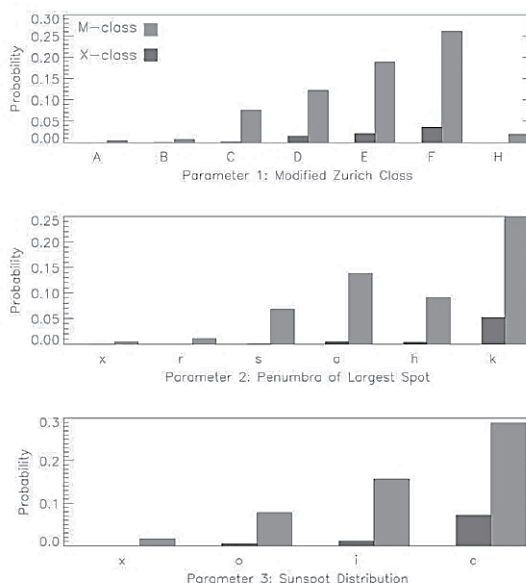 0.30
M-class
0.25
X-class
0.20
0.15
0.10
0.05
0.00
Probability
A B C D E F H
Parameter 1: Modified Zurich Class
0.25
0.20
0.15
0.10
0.05
0.00
Probability
x r s a h k
Parameter 2: Penumbra of Largest Spot
0.3
0.2
0.1
0.0
Probability
x o i c
Parameter 3: Sunspot Distribution